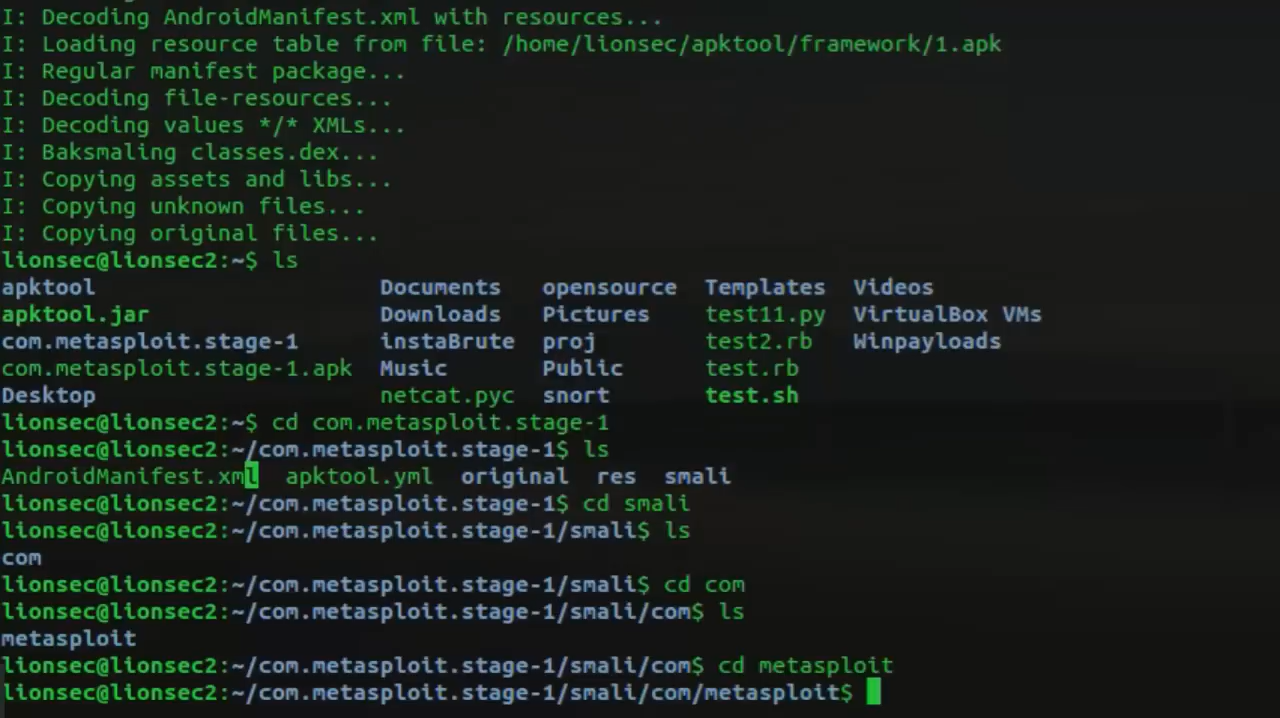 I: Decoding AndroidManifest.xml with resources...
I: Loading resource table from file: /home/lionsec/apktool/framework/1.apk
I: Regular manifest package...
I: Decoding file-resources...
I: Decoding values */* XMLs...
I: Baksmaling classes.dex...
I: Copying assets and libs...
I: Copying unknown files...
I: Copying original files...
lionsec@lionsec2:~$ ls
apktool Documents opensource Templates Videos
apktool.jar Downloads Pictures test11.py VirtualBox VMs
com.metasploit.stage-1 instaBrute proj test2.rb Winpayloads
com.metasploit.stage-1.apk Music Public test.rb
Desktop netcat.pyc snort test.sh
lionsec@lionsec2:~$ cd com.metasploit.stage-1
lionsec@lionsec2:~/com.metasploit.stage-1$ ls
AndroidManifest.xml apktool.yml original res smali
lionsec@lionsec2:~/com.metasploit.stage-1$ cd smali
lionsec@lionsec2:~/com.metasploit.stage-1/smali$ ls
com
lionsec@lionsec2:~/com.metasploit.stage-1/smali$ cd com
lionsec@lionsec2:~/com.metasploit.stage-1/smali/com$ ls
metasploit
lionsec@lionsec2:~/com.metasploit.stage-1/smali/com$ cd metasploit
lionsec@lionsec2:~/com.metasploit.stage-1/smali/com/metasploit$